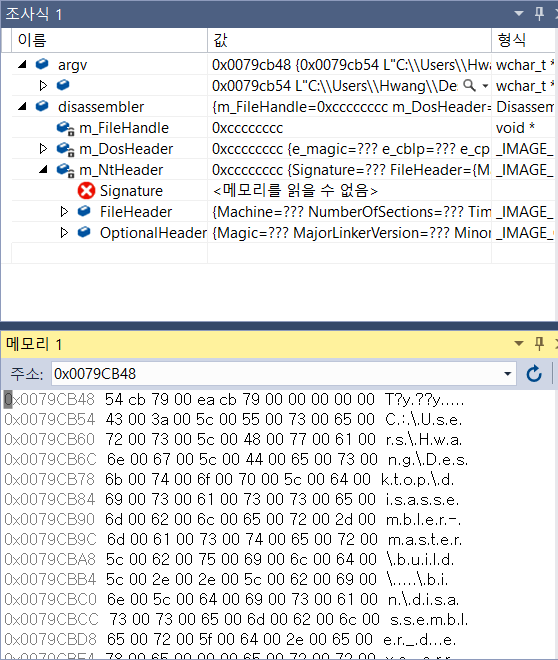 조사식 1
이름 값 형식
argv 0x0079cb48 {0x0079cb54 L"C:\\Users\\Hwa wchar_t *
0x0079cb54 L"C:\\Users\\Hwang\\De wchar_t *
disassembler {m_FileHandle=0xcccccccc m_DosHeader= Disassem
m_FileHandle 0xcccccccc void *
m_DosHeader 0xcccccccc {e_magic=??? e_cblp=??? e_cp _IMAGE_
m_NtHeader 0xcccccccc {Signature=??? FileHeader={M _IMAGE_
Signature <메모리를 읽을 수 없음>
FileHeader {Machine=??? NumberOfSections=??? Tim _IMAGE_
OptionalHeader {Magic=??? MajorLinkerVersion=??? Minor _IMAGE_
메모리 1
주소: 0x0079CB48
0x0079CB48 54 cb 79 00 ea cb 79 00 00 00 00 00 T?y.??y.....
0x0079CB54 43 00 3a 00 5c 00 55 00 73 00 65 00 C.:.\.U.s.e.
0x0079CB60 72 00 73 00 5c 00 48 00 77 00 61 00 r.s.\.H.w.a.
0x0079CB6C 6e 00 67 00 5c 00 44 00 65 00 73 00 n.g.\.D.e.s.
0x0079CB78 6b 00 74 00 6f 00 70 00 5c 00 64 00 k.t.o.p.\.d.
0x0079CB84 69 00 73 00 61 00 73 00 73 00 65 00 i.s.a.s.s.e.
0x0079CB90 6d 00 62 00 6c 00 65 00 72 00 2d 00 m.b.l.e.r.-.
0x0079CB9C 6d 00 61 00 73 00 74 00 65 00 72 00 m.a.s.t.e.r.
0x0079CBA8 5c 00 62 00 75 00 69 00 6c 00 64 00 \.b.u.i.l.d.
0x0079CBB4 5c 00 2e 00 2e 00 5c 00 62 00 69 00 \.....\.b.i.
0x0079CBC0 6e 00 5c 00 64 00 69 00 73 00 61 00 n.\.d.i.s.a.
0x0079CBCC 73 00 73 00 65 00 6d 00 62 00 6c 00 s.s.e.m.b.l.
0x0079CBD8 65 00 72 00 5f 00 64 00 2e 00 65 00 e.r._.d...e.